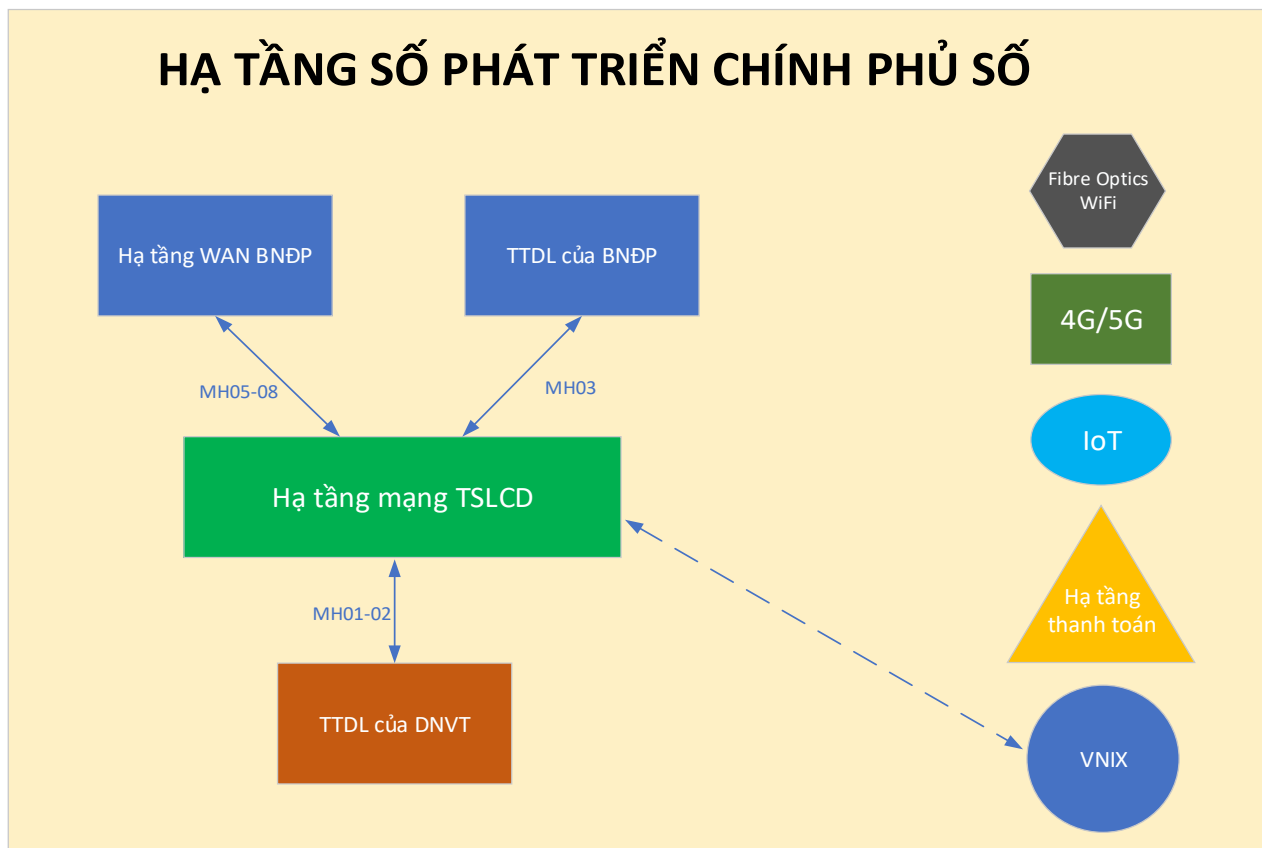 HẠ TẦNG SỐ PHÁT TRIỂN CHÍNH PHỦ SỐ
Fibre Optics
WiFi
Hạ tầng WAN BNĐP
TTDL của BNĐP
4G/5G
MH05-08
MH03
IoT
Hạ tầng mạng TSLCD
Hạ tầng
thanh toán
MH01-02
TTDL của DNVT
VNIX